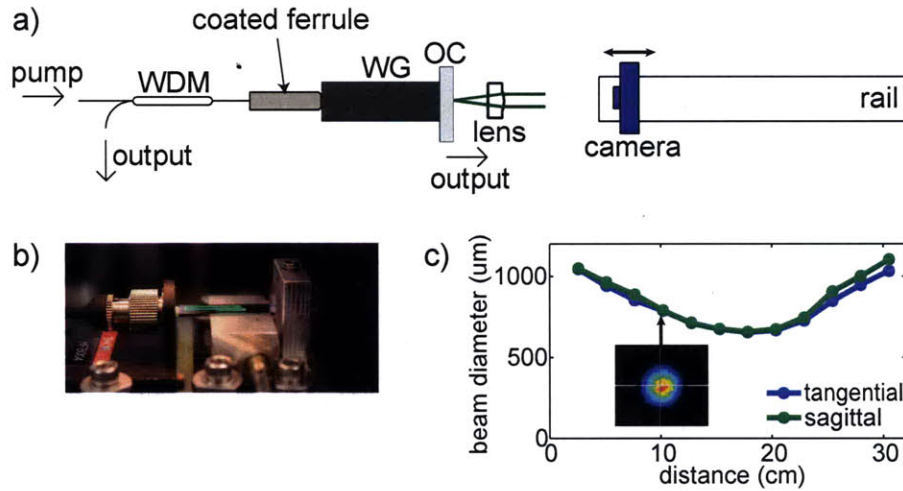 a)
coated ferrule
OC
pump
WDM
WG
rail
lens
output
output
camera
b)
c)
beam diameter (um)
1000
500
0
0
10
20
30
distance (cm)
tangential
sagittal